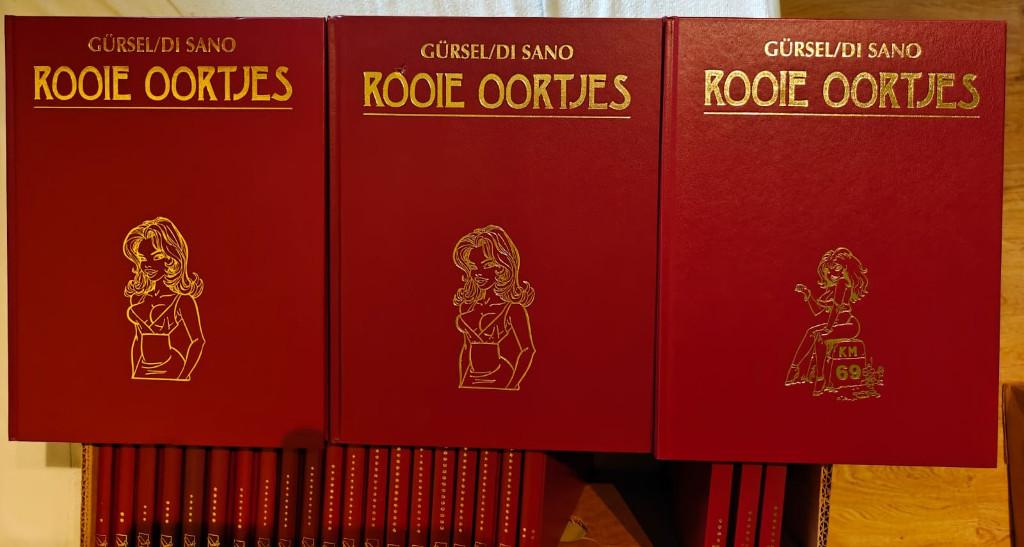 GÜRSEL/DI SANO
ROOIE OORTJES
GÜRSEL/DI SANO
ROOIE OORTJES
GÜRSEL/DI SANO
ROOIE OORTJES
KM
69